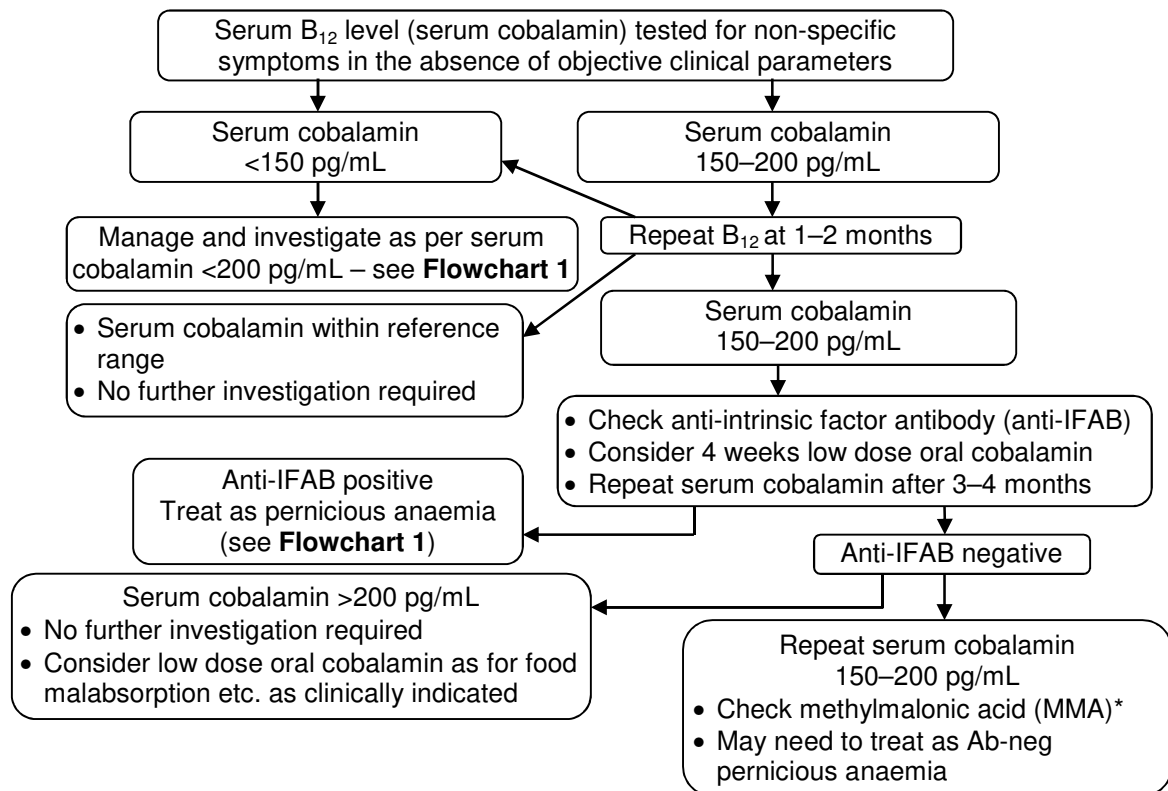 Serum B₁₂ level (serum cobalamin) tested for non-specific
symptoms in the absence of objective clinical parameters
Serum cobalamin
<150 pg/mL
Serum cobalamin
150–200 pg/mL
Manage and investigate as per serum
cobalamin <200 pg/mL – see Flowchart 1
Repeat B₁₂ at 1–2 months
• Serum cobalamin within reference
range
• No further investigation required
Serum cobalamin
150–200 pg/mL
• Check anti-intrinsic factor antibody (anti-IFAB)
• Consider 4 weeks low dose oral cobalamin
• Repeat serum cobalamin after 3–4 months
Anti-IFAB positive
Treat as pernicious anaemia
(see Flowchart 1)
Anti-IFAB negative
Serum cobalamin >200 pg/mL
• No further investigation required
• Consider low dose oral cobalamin as for food
malabsorption etc. as clinically indicated
Repeat serum cobalamin
150–200 pg/mL
• Check methylmalonic acid (MMA)*
• May need to treat as Ab-neg
pernicious anaemia